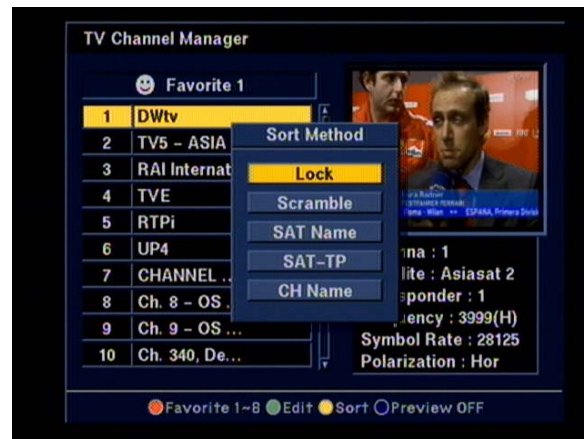 TV Channel Manager
Favorite 1
1 DWtv
2 TV5 – ASIA
3 RAI Internat
4 TVE
5 RTPi
6 UP4
7 CHANNEL ..
8 Ch. 8 – OS .
9 Ch. 9 – OS ...
10 Ch. 340, De...
Sort Method
Lock
Scramble
SAT Name
SAT–TP
CH Name
ESPAÑA, Primera
nna : 1
lite : Asiasat 2
sponder : 1
uency : 3999(H)
Symbol Rate : 28125
Polarization : Hor
Favorite 1~8 Edit Sort Preview OFF